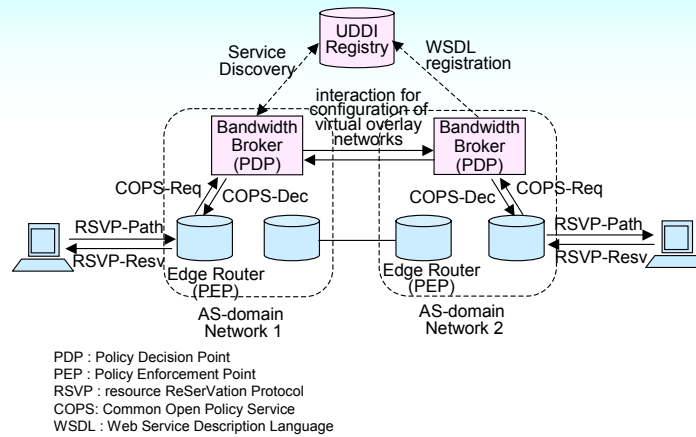 UDDI
Registry
Service
Discovery
WSDL
registration
interaction for
configuration of
virtual overlay
networks
Bandwidth
Broker
(PDP)
Bandwidth
Broker
(PDP)
COPS-Req
COPS-Dec
COPS-Dec
COPS-Req
RSVP-Path
RSVP-Resv
RSVP-Path
RSVP-Resv
Edge Router
(PEP)
Edge Router
(PEP)
AS-domain
Network 1
AS-domain
Network 2
PDP : Policy Decision Point
PEP : Policy Enforcement Point
RSVP : resource ReSerVation Protocol
COPS: Common Open Policy Service
WSDL : Web Service Description Language